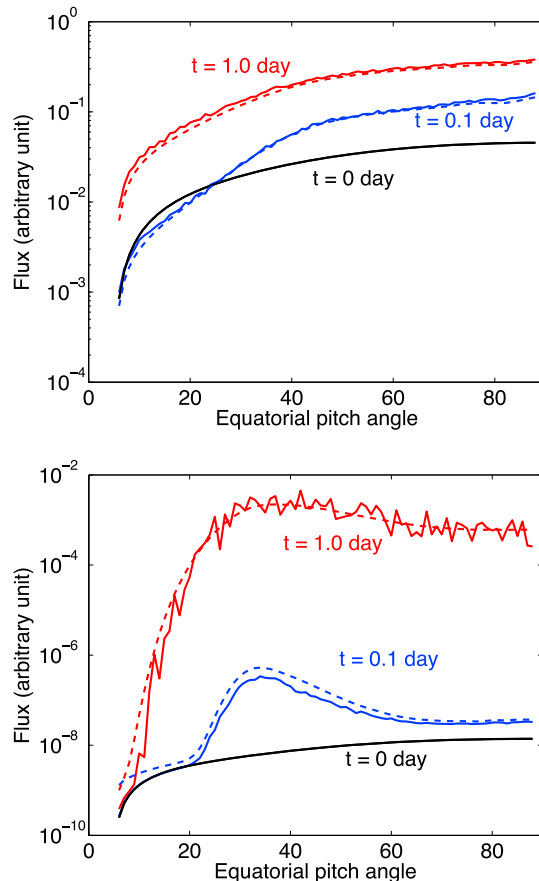 10^0
10^-1
10^-2
10^-3
10^-4
Flux (arbitrary unit)
t = 1.0 day
t = 0.1 day
t = 0 day
0 20 40 60 80
Equatorial pitch angle
10^-2
10^-4
10^-6
10^-8
10^-10
Flux (arbitrary unit)
t = 1.0 day
t = 0.1 day
t = 0 day
0 20 40 60 80
Equatorial pitch angle